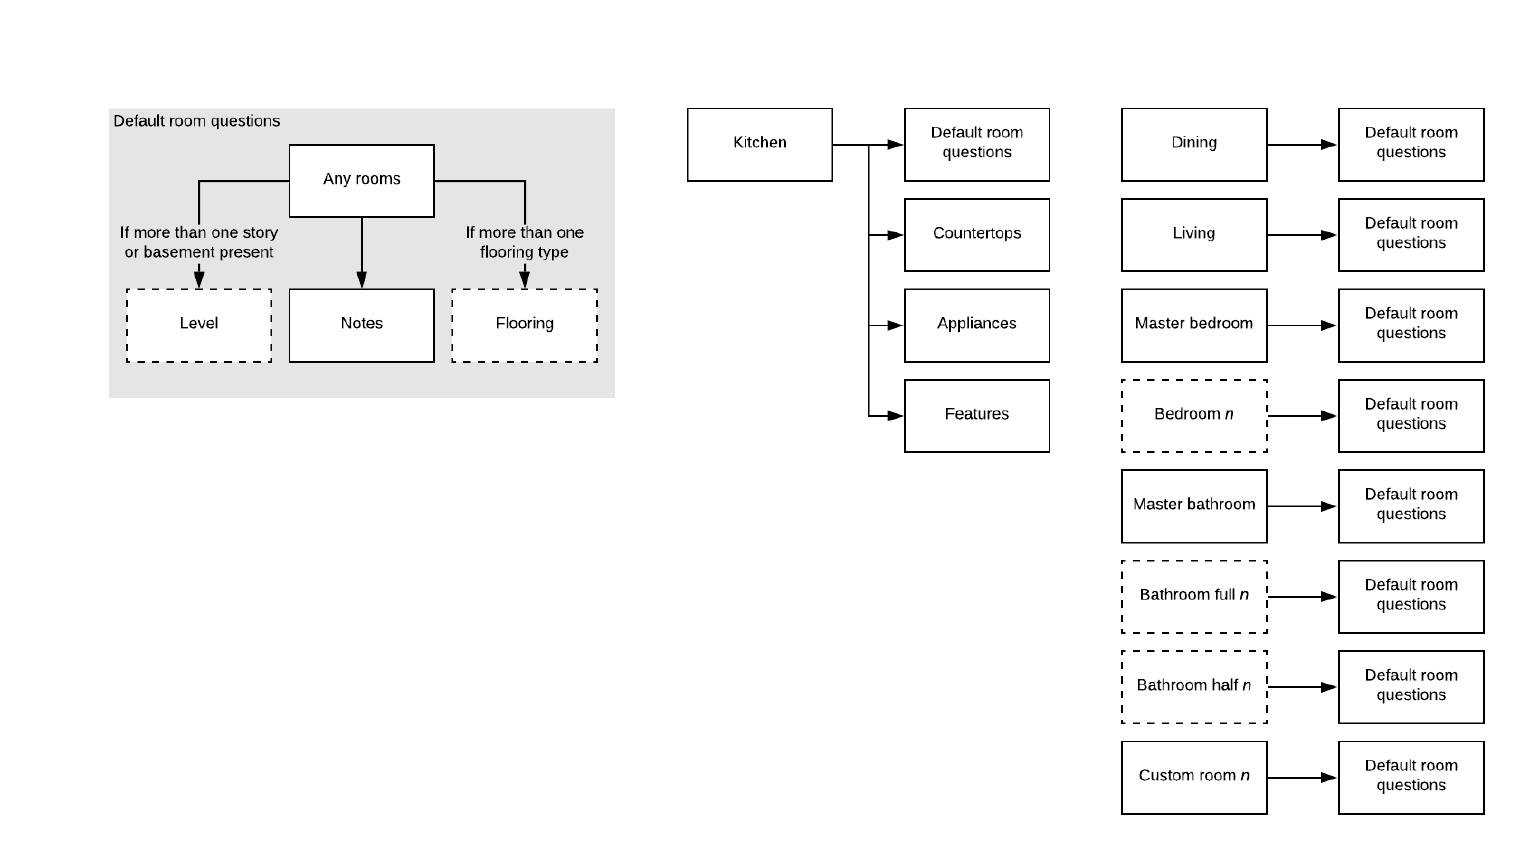 Default room questions
Any rooms
If more than one story
or basement present
If more than one
flooring type
Level
Notes
Flooring
Kitchen
Default room
questions
Countertops
Appliances
Features
Dining
Default room
questions
Living
Default room
questions
Master bedroom
Default room
questions
Bedroom n
Default room
questions
Master bathroom
Default room
questions
Bathroom full n
Default room
questions
Bathroom half n
Default room
questions
Custom room n
Default room
questions